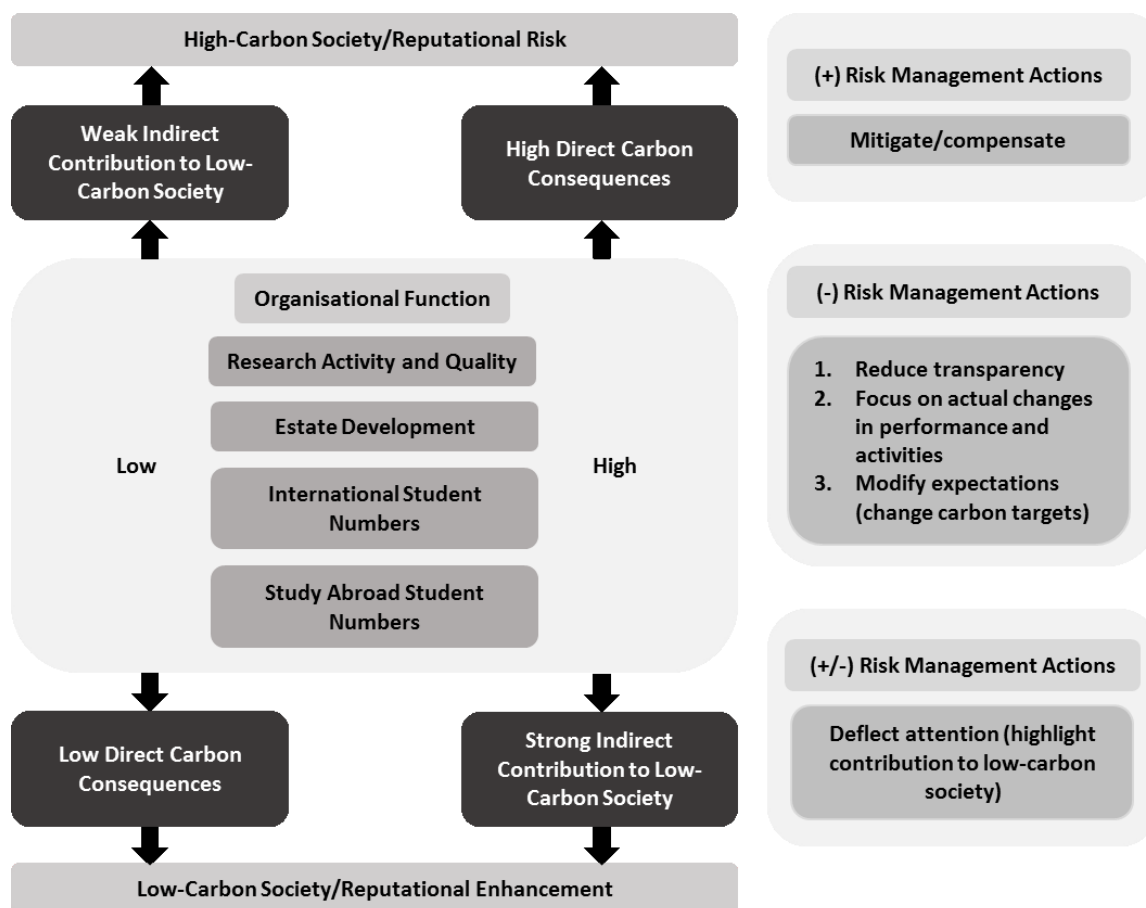 High-Carbon Society/Reputational Risk
Weak Indirect
Contribution to Low-
Carbon Society
High Direct Carbon
Consequences
Organisational Function
Research Activity and Quality
Estate Development
Low
High
International Student
Numbers
Study Abroad Student
Numbers
Low Direct Carbon
Consequences
Strong Indirect
Contribution to Low-
Carbon Society
Low-Carbon Society/Reputational Enhancement
(+) Risk Management Actions
Mitigate/compensate
(-) Risk Management Actions
1. Reduce transparency
2. Focus on actual changes
in performance and
activities
3. Modify expectations
(change carbon targets)
(+/-) Risk Management Actions
Deflect attention (highlight
contribution to low-carbon
society)